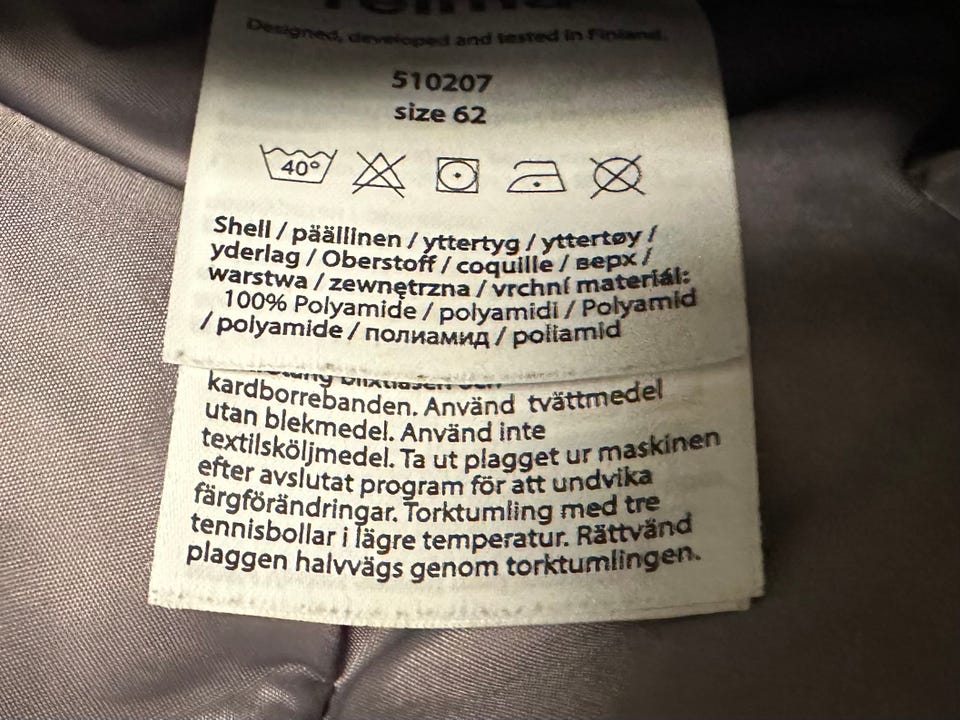 Designed, developed and tested in Finland.
510207
size 62
40°
Shell / päällinen / yttertyg / yttertøy /
yderlag / Oberstoff / coquille / верх /
warstwa / zewnętrzna / vrchní materiál:
100% Polyamide / polyamidi / Polyamid
/ polyamide / полиамид / poliamid
kardborrebanden. Använd tvättmedel
utan blekmedel. Använd inte
textilsköljmedel. Ta ut plagget ur maskinen
efter avslutat program för att undvika
färgförändringar. Torktumling med tre
tennisbollar i lägre temperatur. Rättvänd
plaggen halvvägs genom torktumlingen.